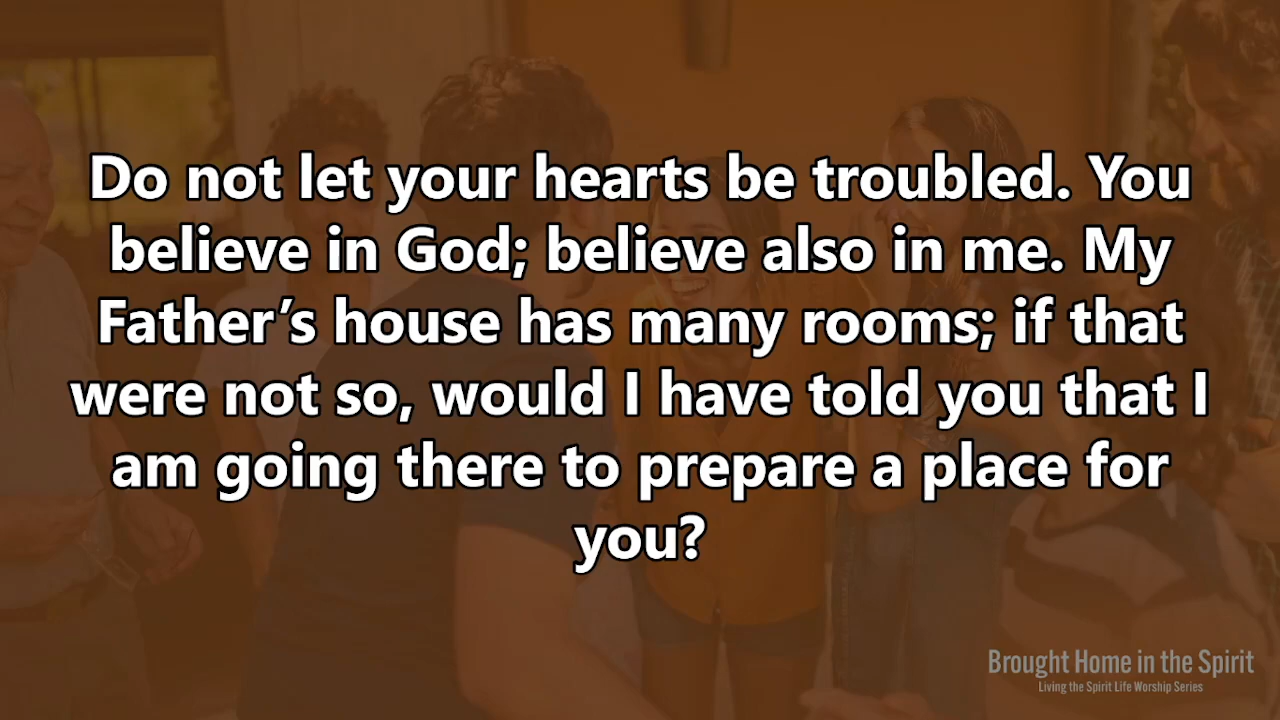 Do not let your hearts be troubled. You
believe in God; believe also in me. My
Father’s house has many rooms; if that
were not so, would I have told you that I
am going there to prepare a place for
you?
Brought Home in the Spirit
Living the Spirit Life Worship Series